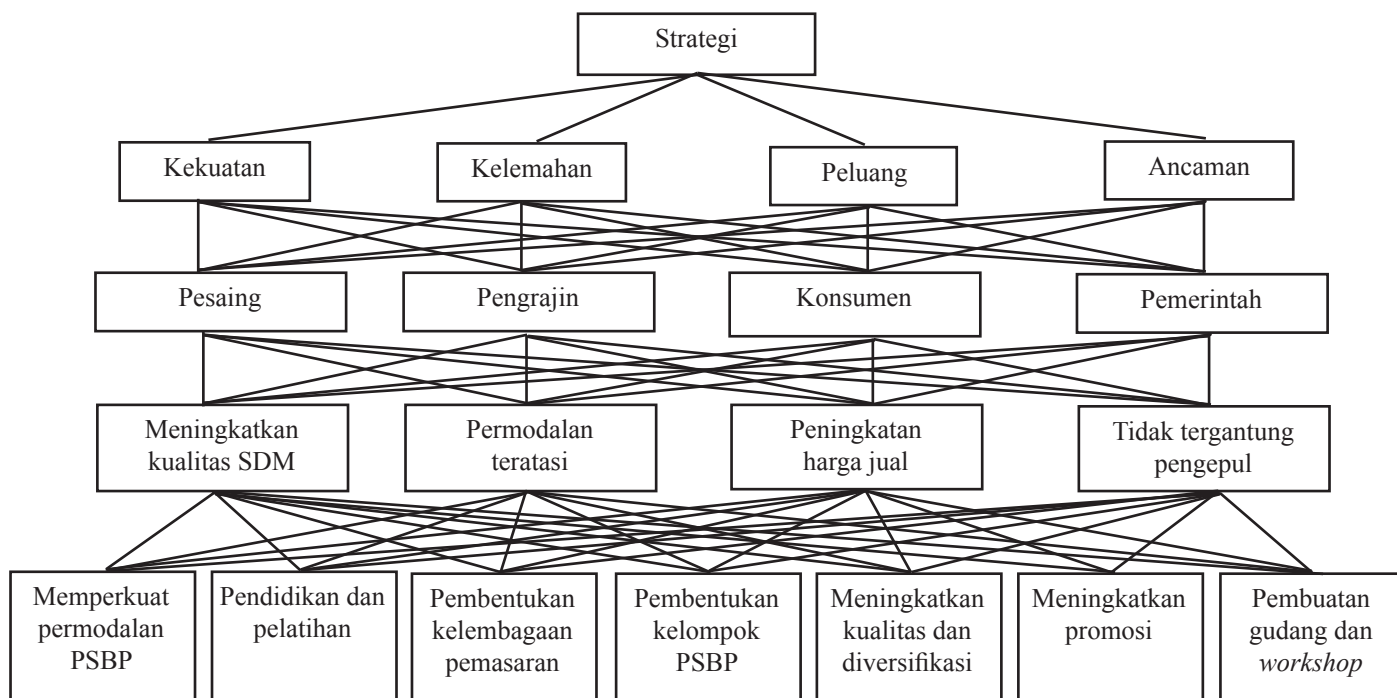 Strategi
Kekuatan
Kelemahan
Peluang
Ancaman
Pesaing
Pengrajin
Konsumen
Pemerintah
Meningkatkan
kualitas SDM
Permodalan
teratasi
Peningkatan
harga jual
Tidak tergantung
pengepul
Memperkuat
permodalan
PSBP
Pendidikan dan
pelatihan
Pembentukan
kelembagaan
pemasaran
Pembentukan
kelompok
PSBP
Meningkatkan
kualitas dan
diversifikasi
Meningkatkan
promosi
Pembuatan
gudang dan
workshop